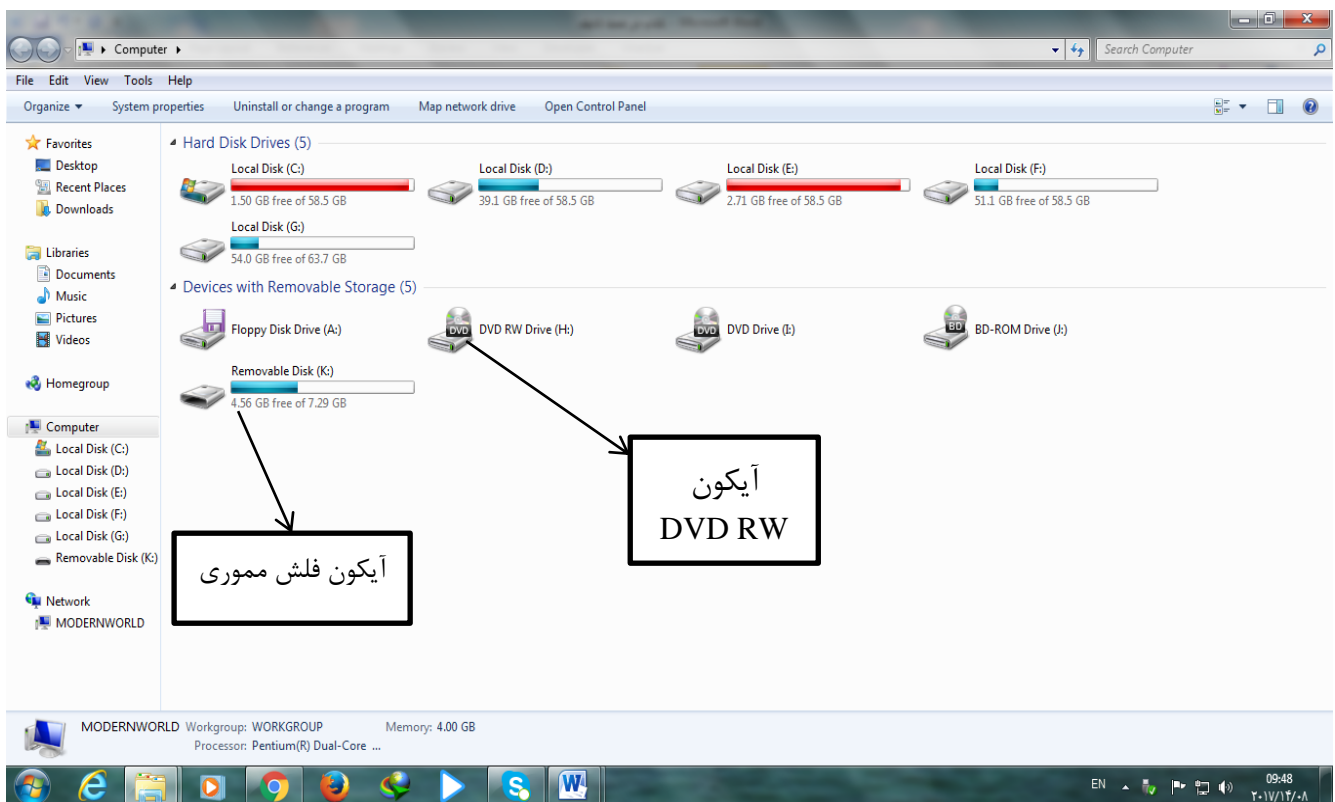 Computer
Search Computer
File Edit View Tools Help
Organize System properties Uninstall or change a program Map network drive Open Control Panel
Favorites
Desktop
Recent Places
Downloads
Libraries
Documents
Music
Pictures
Videos
Homegroup
Computer
Local Disk (C:)
Local Disk (D:)
Local Disk (E:)
Local Disk (F:)
Local Disk (G:)
Removable Disk (K:)
Network
MODERNWORLD
Hard Disk Drives (5)
Local Disk (C:)
1.50 GB free of 58.5 GB
Local Disk (D:)
39.1 GB free of 58.5 GB
Local Disk (E:)
2.71 GB free of 58.5 GB
Local Disk (F:)
51.1 GB free of 58.5 GB
Local Disk (G:)
54.0 GB free of 63.7 GB
Devices with Removable Storage (5)
Floppy Disk Drive (A:)
DVD
DVD RW Drive (H:)
DVD
DVD Drive (I:)
BD
BD-ROM Drive (J:)
Removable Disk (K:)
4.56 GB free of 7.29 GB
آیکون
DVD RW
آیکون فلش مموری
MODERNWORLD Workgroup: WORKGROUP Memory: 4.00 GB
Processor: Pentium(R) Dual-Core ...
EN
09:48
۲۰۱۷/۱۴/۰۸